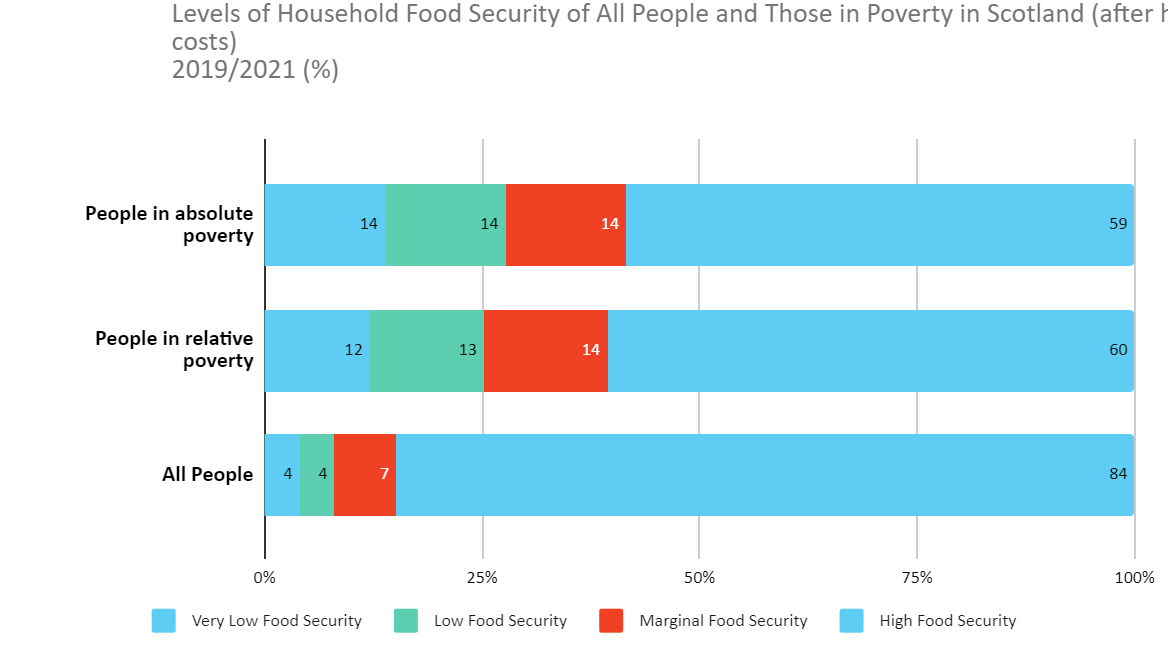 Levels of Household Food Security of All People and Those in Poverty in Scotland (after
costs)
2019/2021 (%)
People in absolute
poverty
14 14 14 59
People in relative
poverty
12 13 14 60
All People
4 4 7 84
0% 25% 50% 75% 100%
Very Low Food Security Low Food Security Marginal Food Security High Food Security